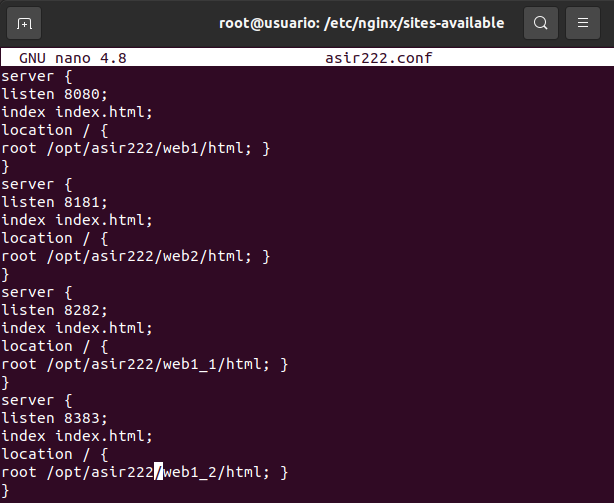 root@usuario: /etc/nginx/sites-available
GNU nano 4.8 asir222.conf
server {
listen 8080;
index index.html;
location / {
root /opt/asir222/web1/html; }
}
server {
listen 8181;
index index.html;
location / {
root /opt/asir222/web2/html; }
}
server {
listen 8282;
index index.html;
location / {
root /opt/asir222/web1_1/html; }
}
server {
listen 8383;
index index.html;
location / {
root /opt/asir222/web1_2/html; }
}